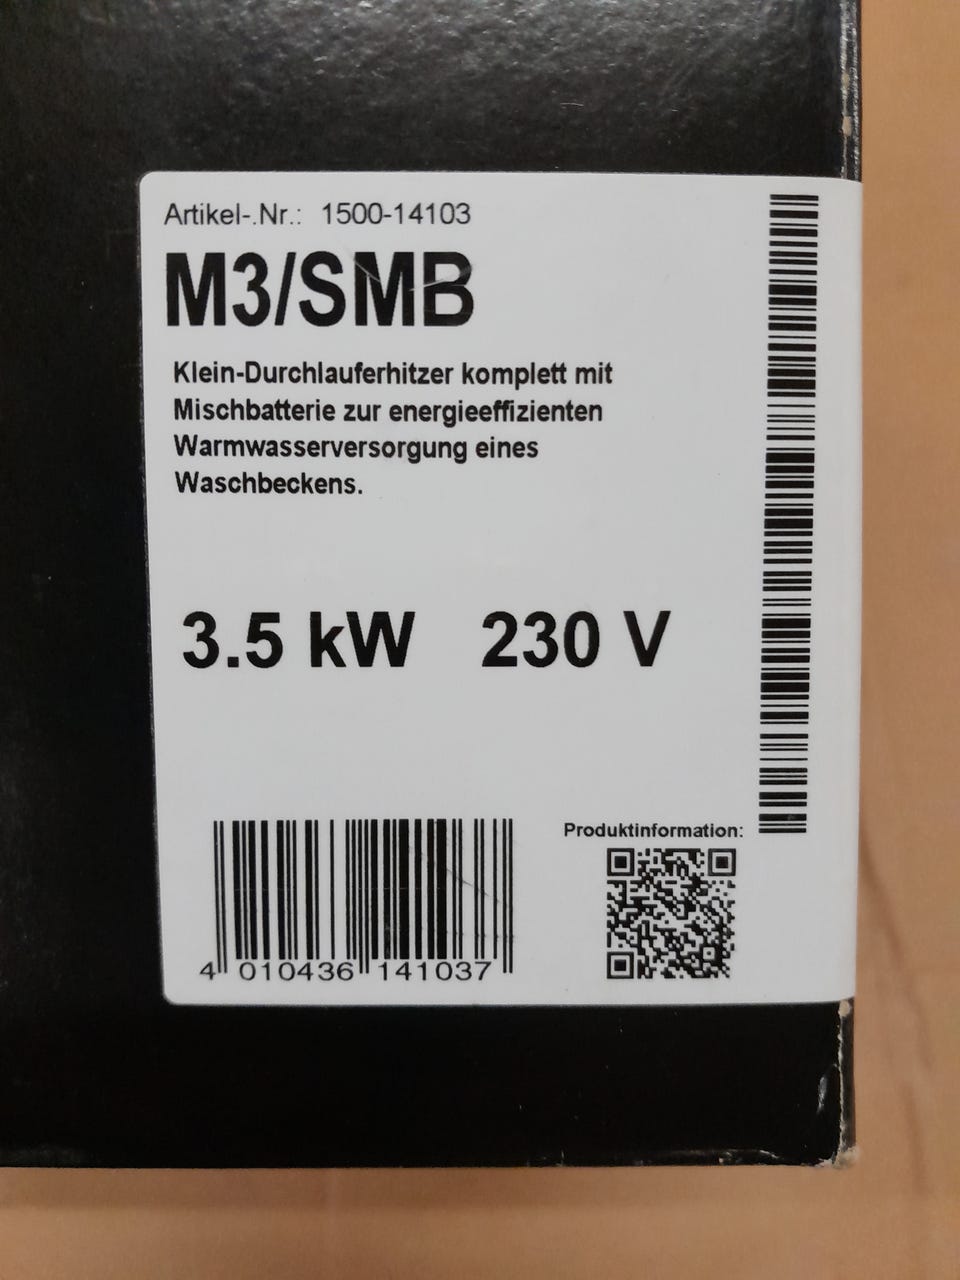 Artikel-.Nr.: 1500-14103
M3/SMB
Klein-Durchlauferhitzer komplett mit
Mischbatterie zur energieeffizienten
Warmwasserversorgung eines
Waschbeckens.
3.5 kW 230 V
Produktinformation:
4 010436 141037